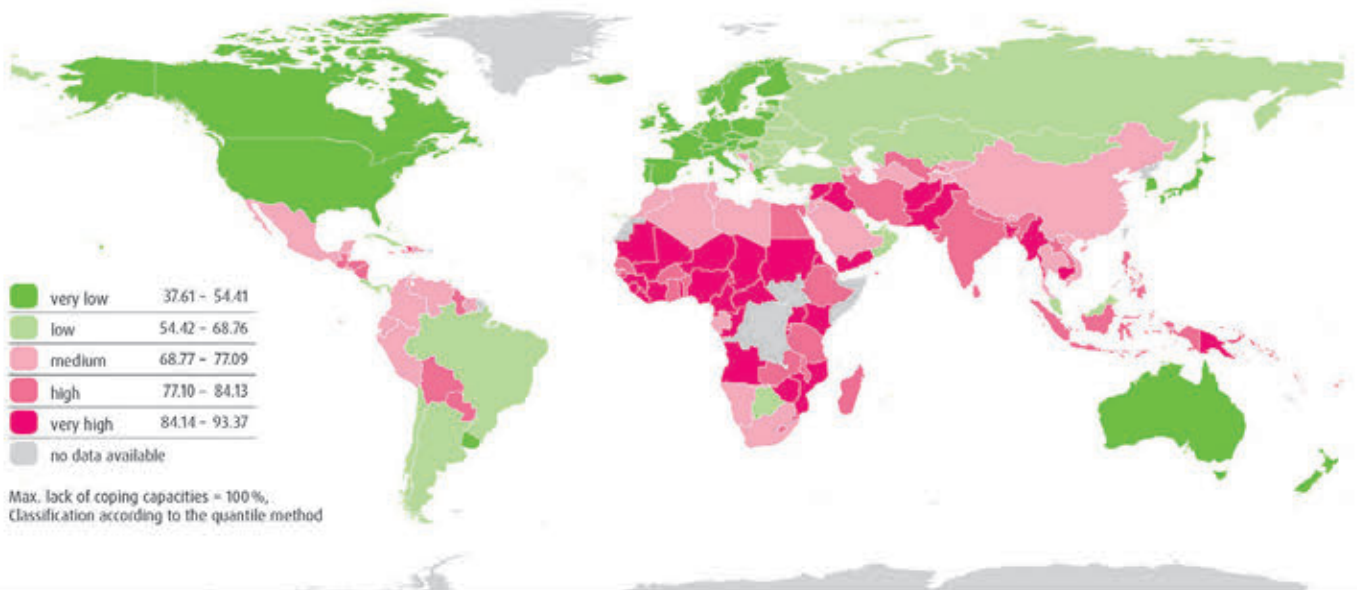 very low 37.61 – 54.41
low 54.42 – 68.76
medium 68.77 – 77.09
high 77.10 – 84.13
very high 84.14 – 93.37
no data available
Max. lack of coping capacities = 100%,
Classification according to the quantile method